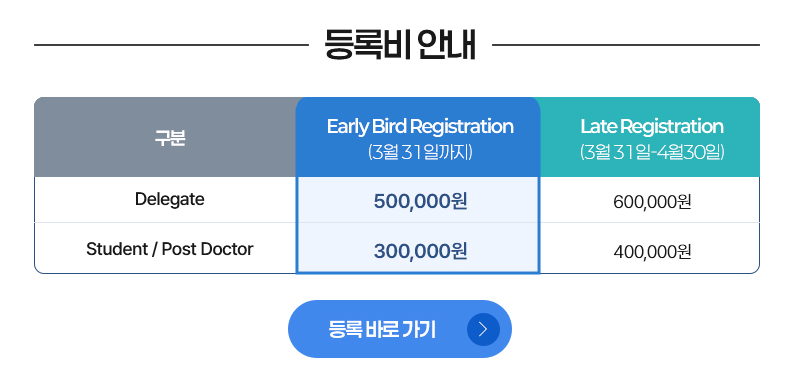 등록비 안내
구분
Early Bird Registration
(3월 31일까지)
Late Registration
(3월 31일-4월30일)
Delegate
500,000원
600,000원
Student / Post Doctor
300,000원
400,000원
등록 바로 가기